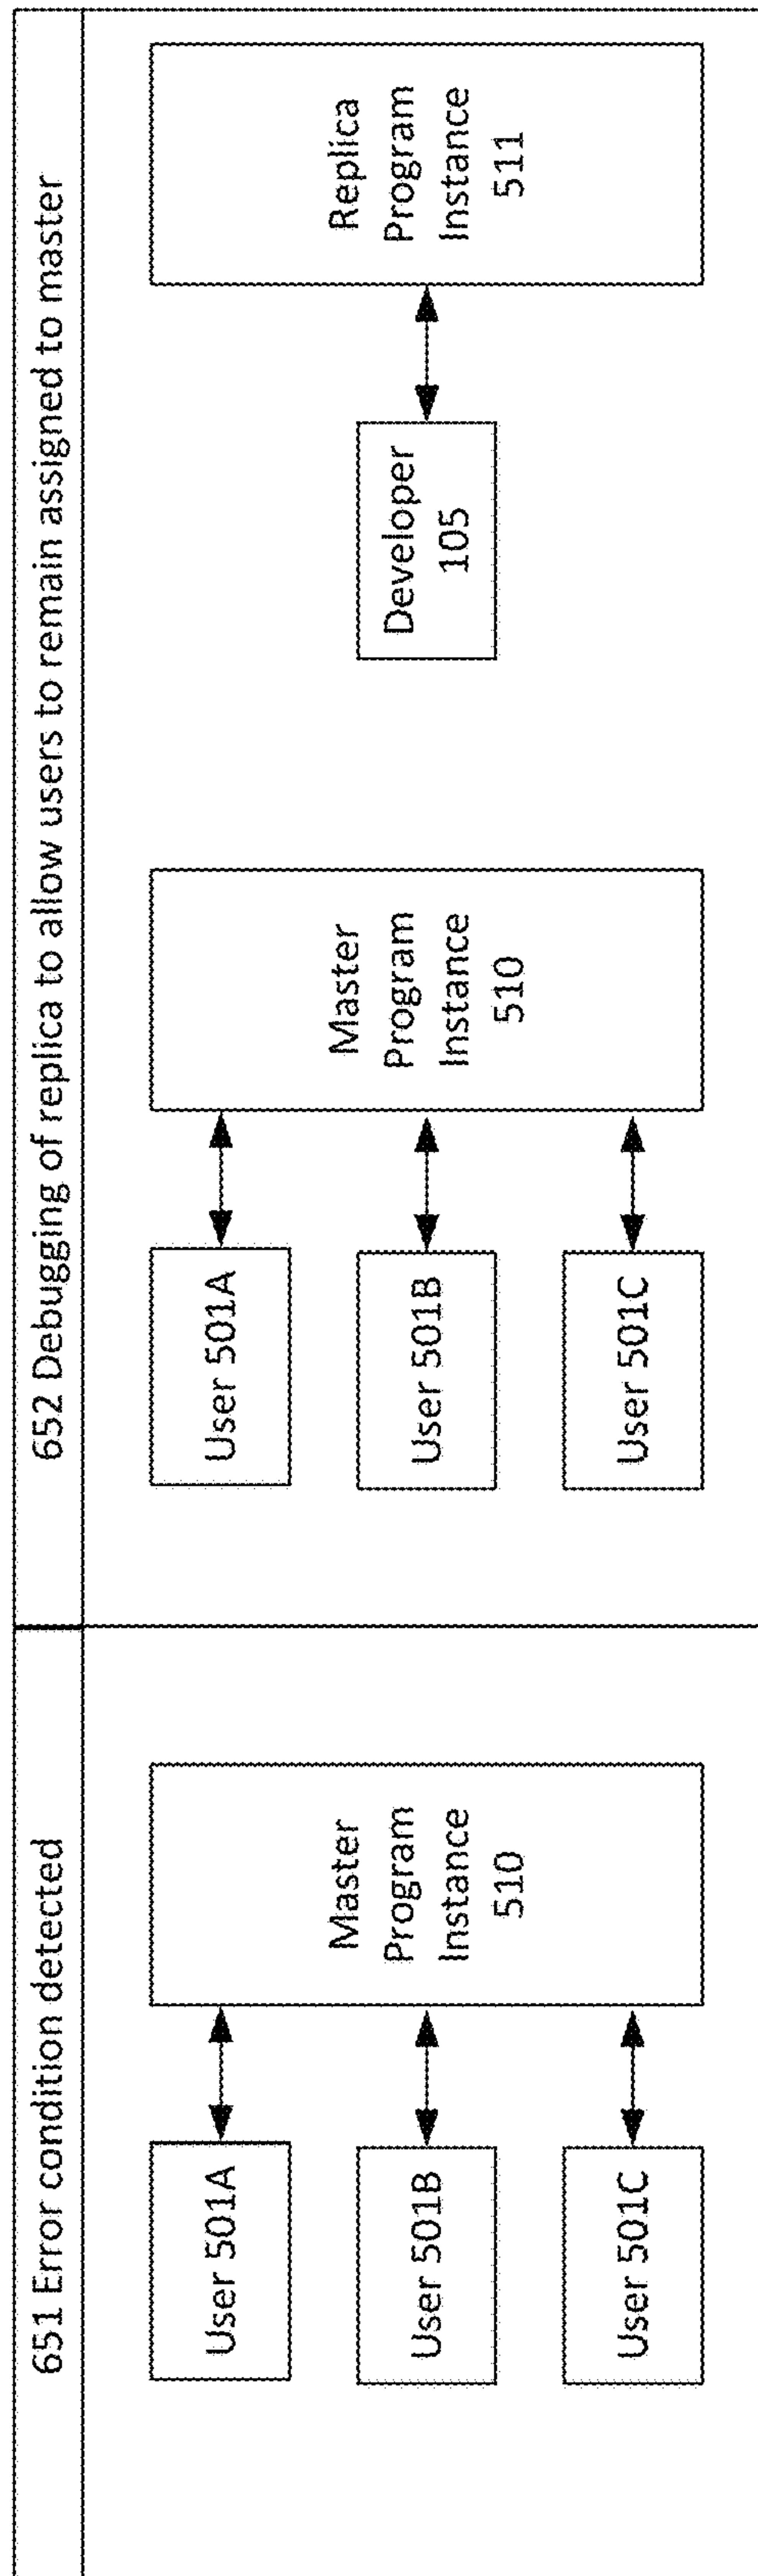 651 Error condition detected
User 501A
User 501B
User 501C
Master
Program
Instance
510
652 Debugging of replica to allow users to remain assigned to master
User 501A
User 501B
User 501C
Master
Program
Instance
510
Developer
105
Replica
Program
Instance
511